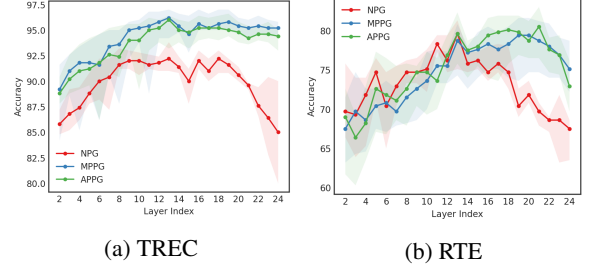 97.5
95.0
92.5
90.0
87.5
85.0
82.5
80.0
Accuracy
NPG
MPPG
APPG
2 4 6 8 10 12 14 16 18 20 22 24
Layer Index
(a) TREC
80
75
70
65
60
Accuracy
NPG
MPPG
APPG
2 4 6 8 10 12 14 16 18 20 22 24
Layer Index
(b) RTE